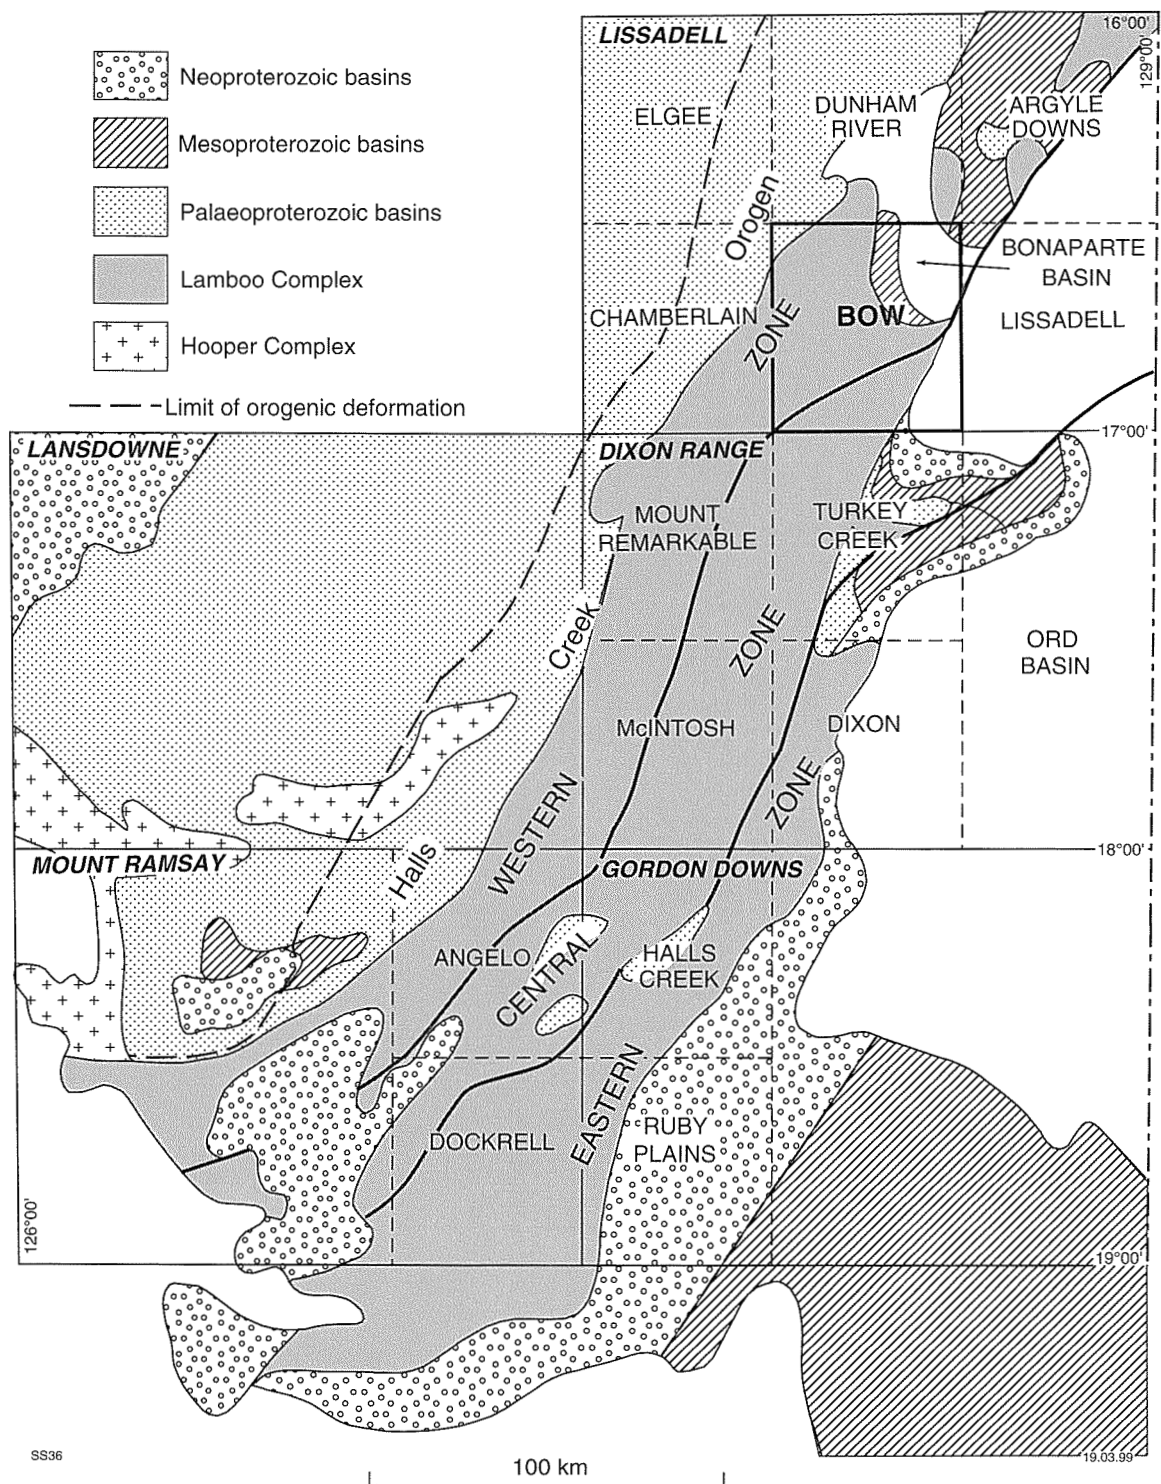 Neoproterozoic basins
Mesoproterozoic basins
Palaeoproterozoic basins
Lamboo Complex
Hooper Complex
Limit of orogenic deformation
LISSADELL
16°00'
129°00'
ELGEE
DUNHAM
RIVER
ARGYLE
DOWNS
Orogen
BONAPARTE
BASIN
CHAMBERLAIN
ZONE
BOW
LISSADELL
17°00'
LANSDOWNE
DIXON RANGE
MOUNT
REMARKABLE
TURKEY
CREEK
Creek
ZONE
ORD
BASIN
McINTOSH
DIXON
ZONE
WESTERN
18°00'
MOUNT RAMSAY
Halls
GORDON DOWNS
ANGELO
CENTRAL
HALLS
CREEK
EASTERN
DOCKRELL
RUBY
PLAINS
126°00'
19°00'
SS36
100 km
19.03.99